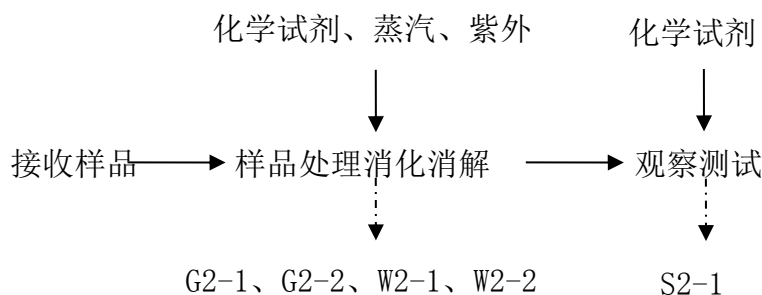 化学试剂、蒸汽、紫外
化学试剂
接收样品
样品处理消化消解
观察测试
G2-1、G2-2、W2-1、W2-2
S2-1